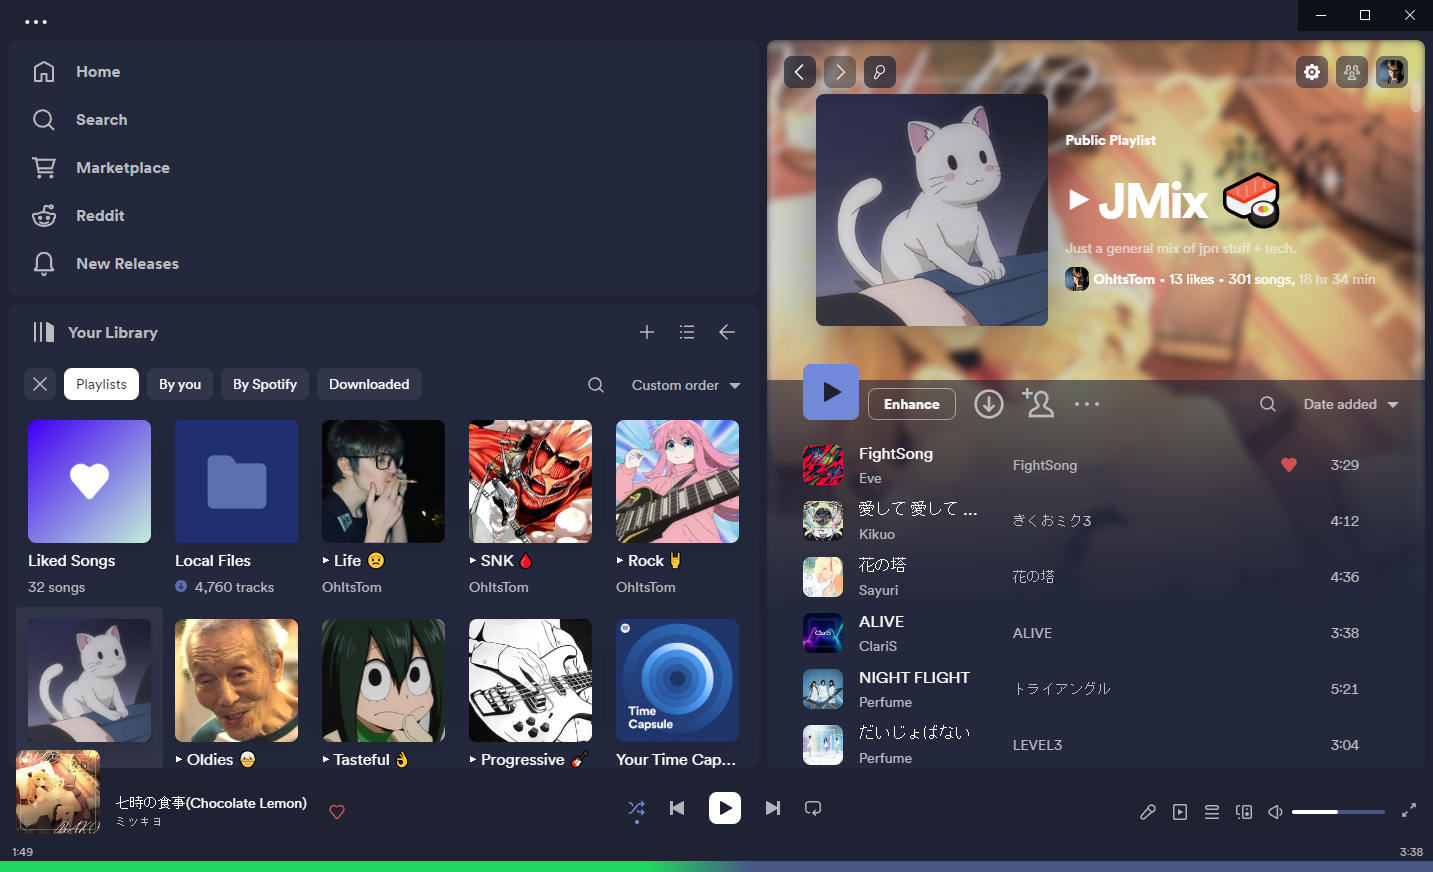 Home
Search
Marketplace
Reddit
New Releases
Your Library
Playlists
By you
By Spotify
Downloaded
Custom order
Liked Songs
32 songs
Local Files
4,760 tracks
Life 😟
OhItsTom
SNK 🩸
OhItsTom
Rock 🤘
OhItsTom
Oldies 👴
Tasteful 👌
Progressive 🎸
Time
Capsule
Your Time Cap...
Public Playlist
JMix 🍣
Just a general mix of jpn stuff + tech.
OhItsTom • 13 likes • 301 songs, 18 hr 34 min
Enhance
Date added
FightSong
Eve
FightSong
3:29
愛して 愛して ...
Kikuo
きくおミク3
4:12
花の塔
Sayuri
花の塔
4:36
ClariS
ALIVE
ClariS
ALIVE
3:38
NIGHT FLIGHT
Perfume
トライアングル
5:21
だいじょばない
Perfume
LEVEL3
3:04
七時の食事(Chocolate Lemon)
ミツキヨ
1:49
3:38